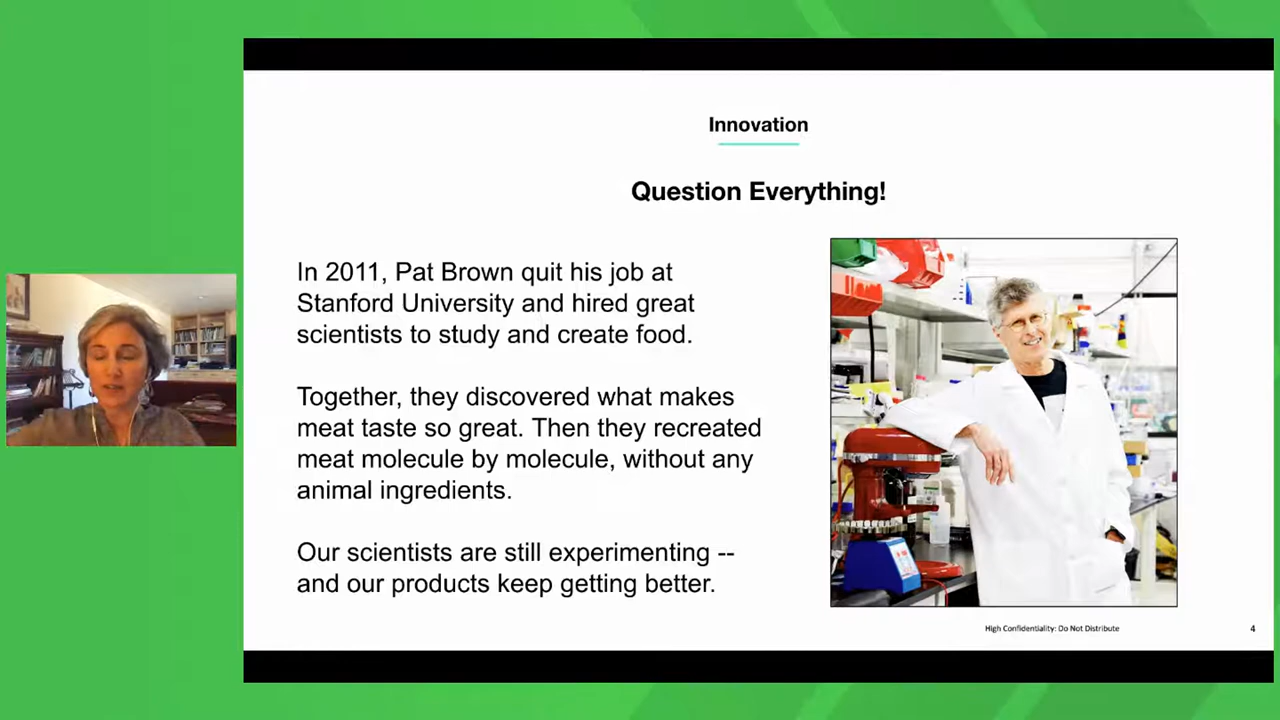 Innovation
Question Everything!
In 2011, Pat Brown quit his job at
Stanford University and hired great
scientists to study and create food.
Together, they discovered what makes
meat taste so great. Then they recreated
meat molecule by molecule, without any
animal ingredients.
Our scientists are still experimenting --
and our products keep getting better.
High Confidentiality: Do Not Distribute
4